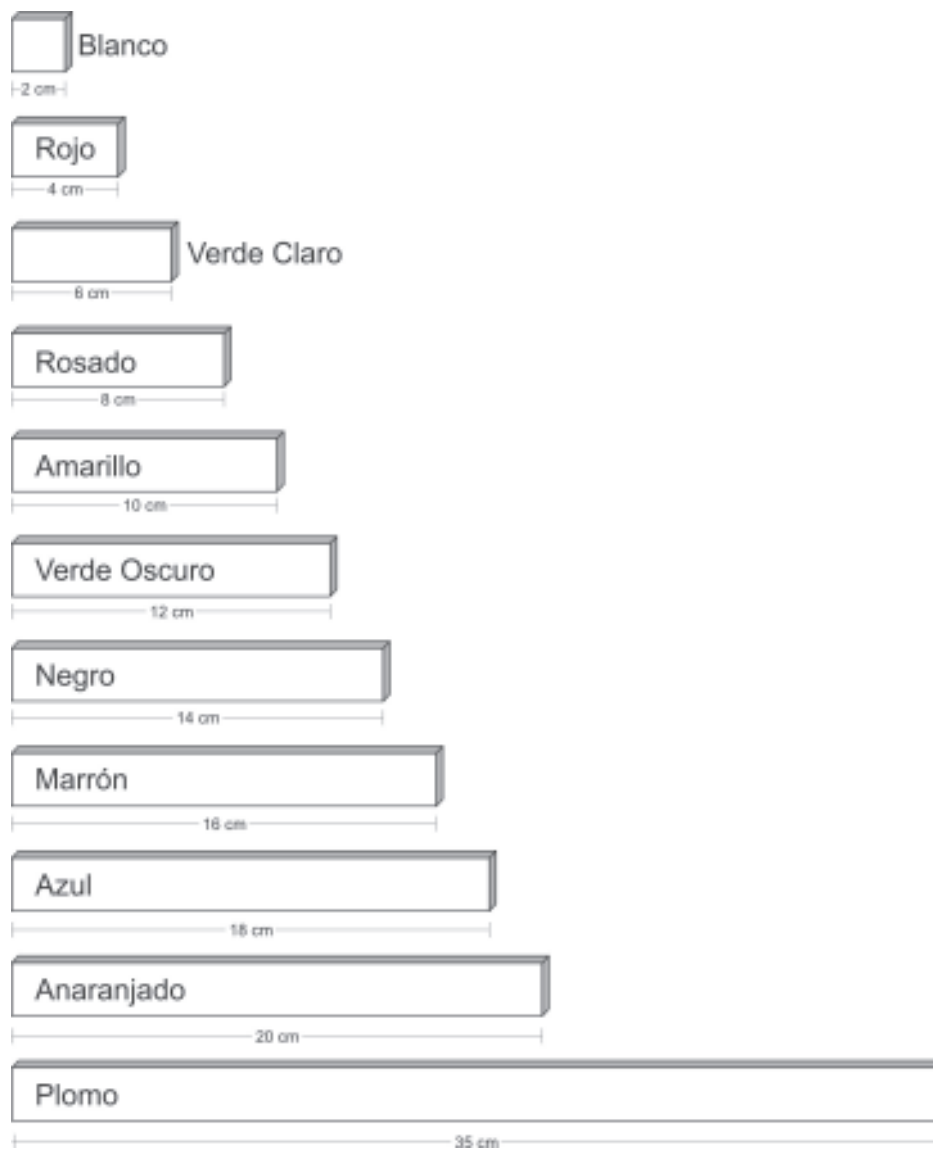 Blanco
2 cm
Rojo
4 cm
Verde Claro
6 cm
Rosado
8 cm
Amarillo
10 cm
Verde Oscuro
12 cm
Negro
14 cm
Marrón
16 cm
Azul
18 cm
Anaranjado
20 cm
Plomo
35 cm